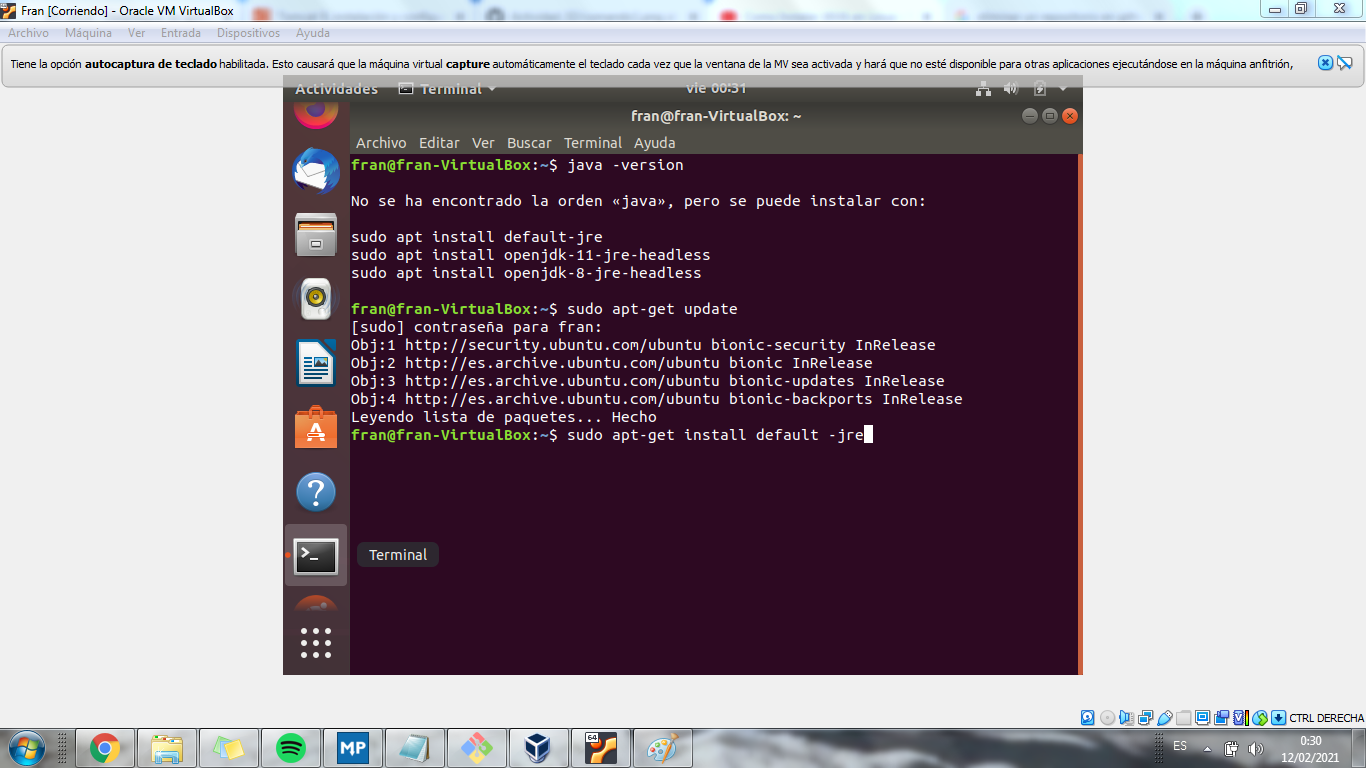 Fran [Corriendo] - Oracle VM VirtualBox
Archivo Máquina Ver Entrada Dispositivos Ayuda
Tiene la opción autocaptura de teclado habilitada. Esto causará que la máquina virtual capture automáticamente el teclado cada vez que la ventana de la MV sea activada y hará que no esté disponible para otras aplicaciones ejecutándose en la máquina anfitrión,
Actividades Terminal vie 00:31
fran@fran-VirtualBox: ~
Archivo Editar Ver Buscar Terminal Ayuda
fran@fran-VirtualBox:~$ java -version
No se ha encontrado la orden «java», pero se puede instalar con:
sudo apt install default-jre
sudo apt install openjdk-11-jre-headless
sudo apt install openjdk-8-jre-headless
fran@fran-VirtualBox:~$ sudo apt-get update
[sudo] contraseña para fran:
Obj:1 http://security.ubuntu.com/ubuntu bionic-security InRelease
Obj:2 http://es.archive.ubuntu.com/ubuntu bionic InRelease
Obj:3 http://es.archive.ubuntu.com/ubuntu bionic-updates InRelease
Obj:4 http://es.archive.ubuntu.com/ubuntu bionic-backports InRelease
Leyendo lista de paquetes... Hecho
fran@fran-VirtualBox:~$ sudo apt-get install default -jre
Terminal
CTRL DERECHA
MP
64
ES
0:30
12/02/2021